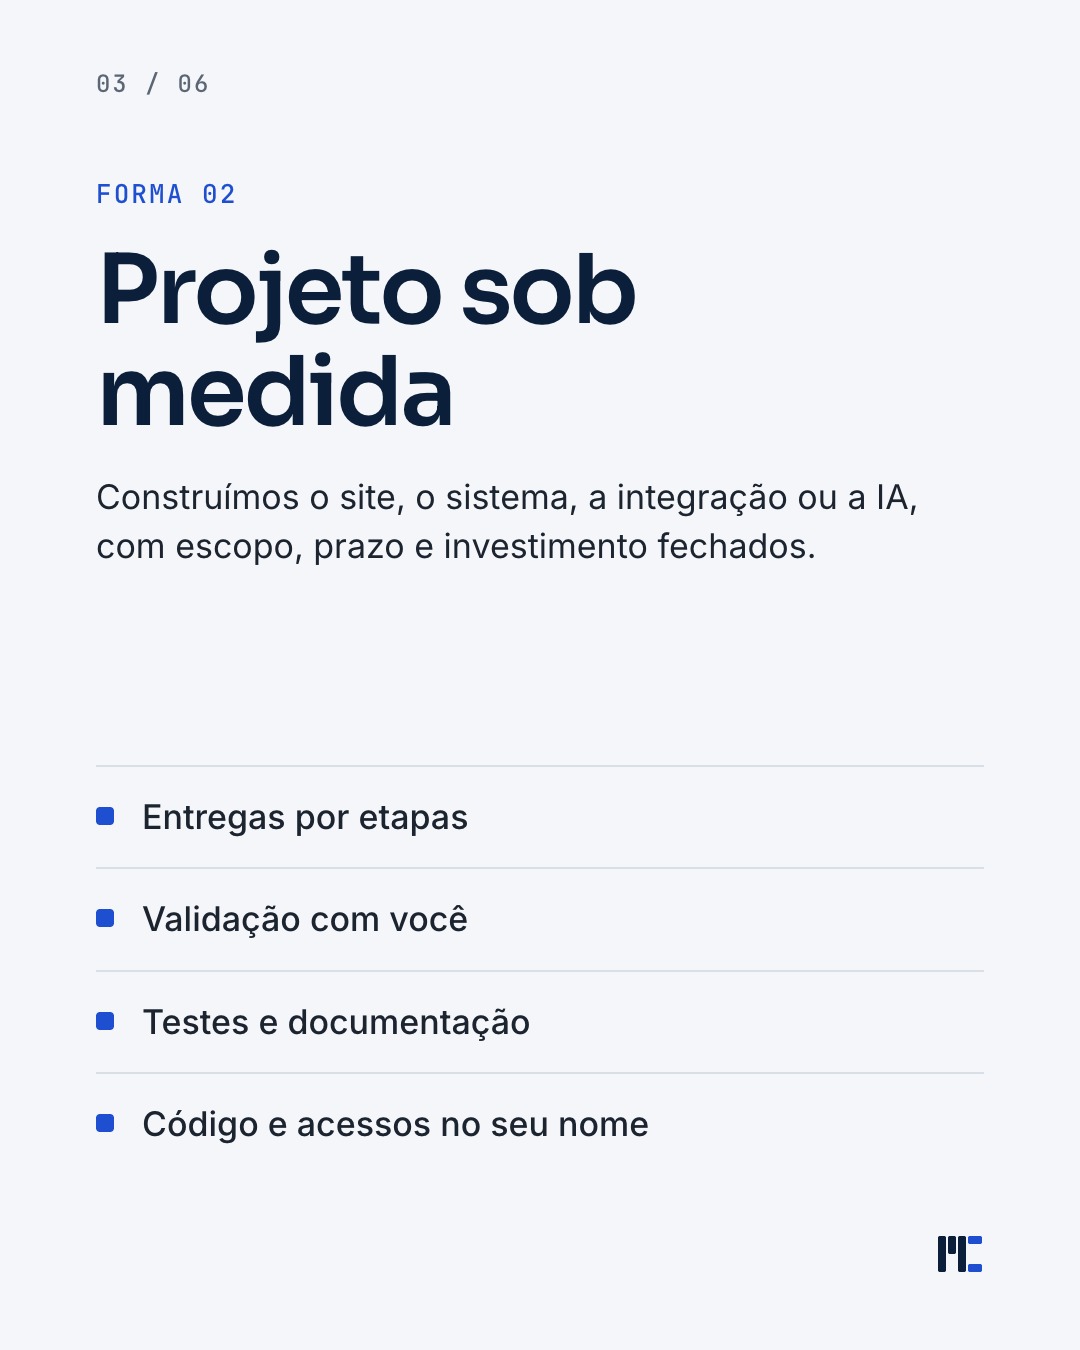 03 / 06
FORMA 02
Projeto sob
medida
Construímos o site, o sistema, a integração ou a IA,
com escopo, prazo e investimento fechados.
Entregas por etapas
Validação com você
Testes e documentação
Código e acessos no seu nome
MC